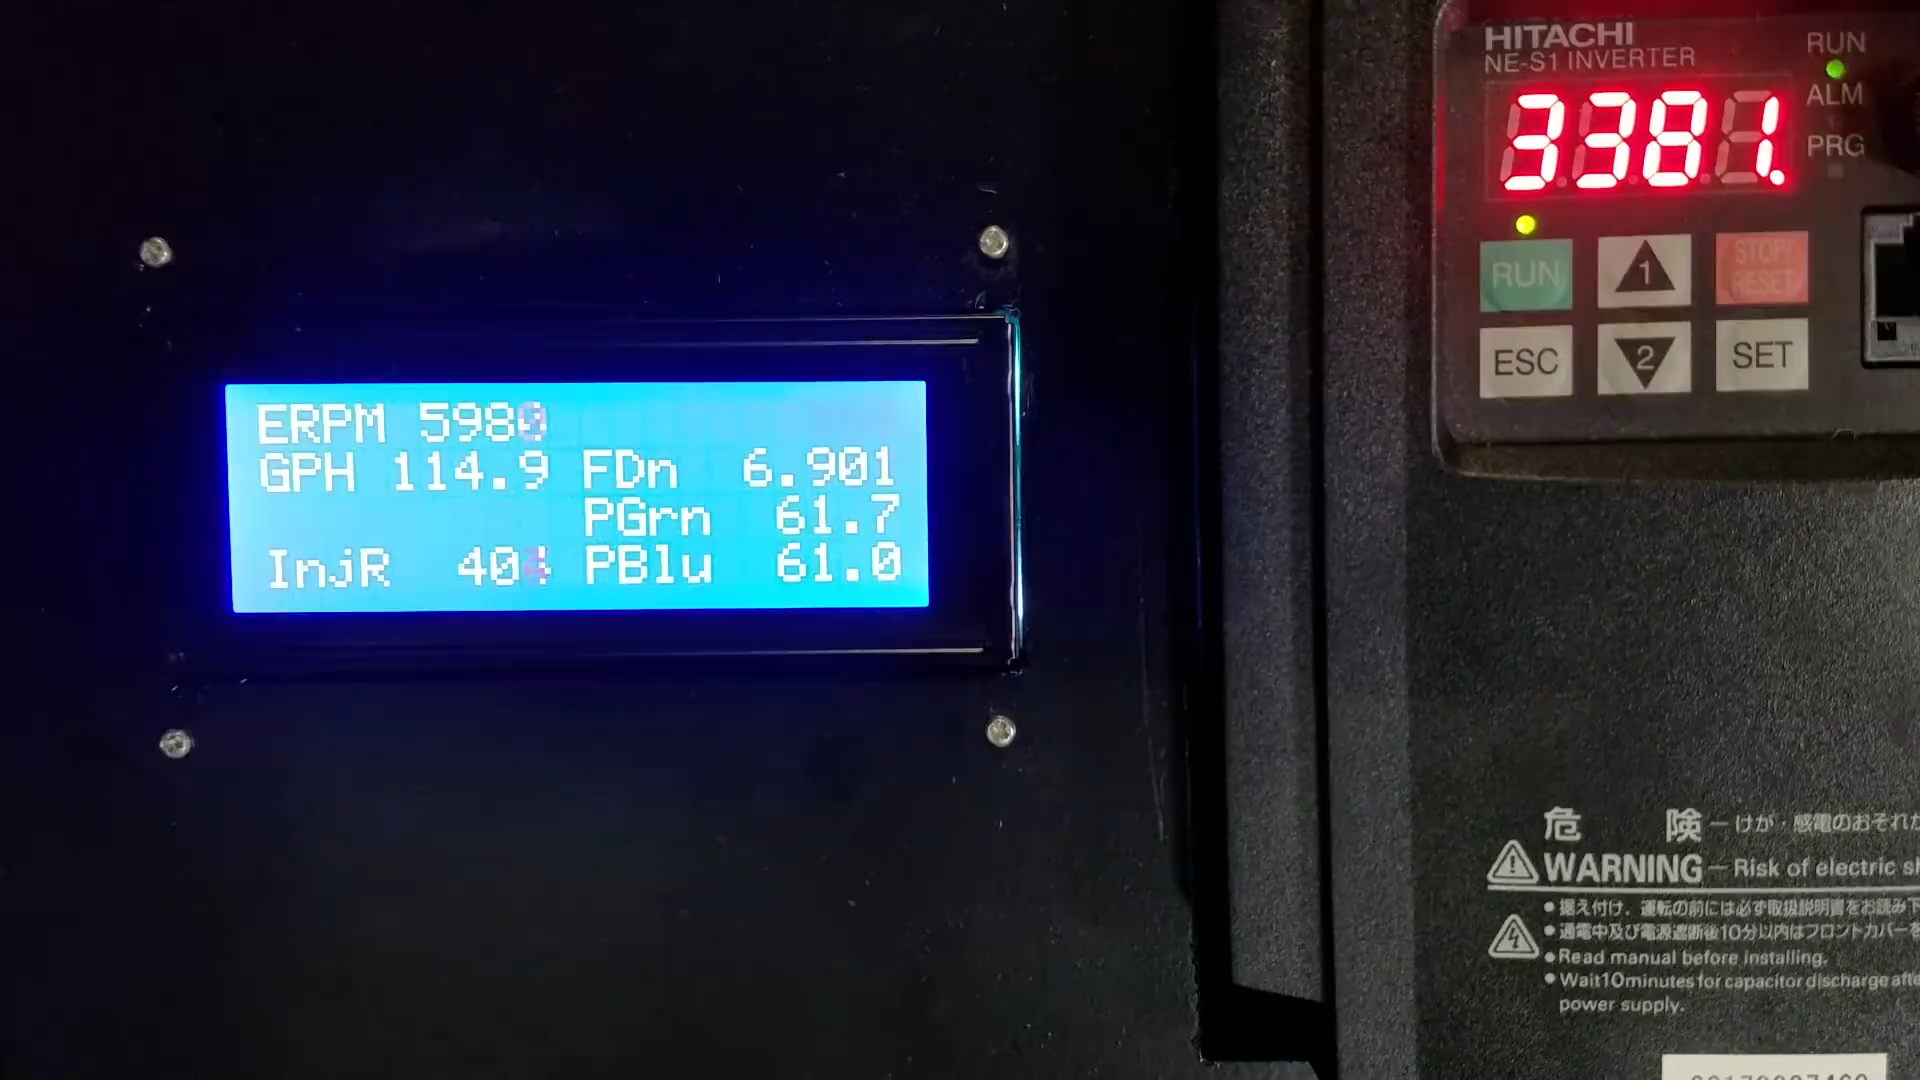 ERPM 5980
GPH 114.9 FDn 6.901
PGrn 61.7
InjR 404 PBlu 61.0
HITACHI
NE-S1 INVERTER
RUN
ALM
PRG
3381.
RUN
1
STOP/
RESET
ESC
2
SET
危 険 ー けが・感電のおそれが
WARNING — Risk of electric
据え付け、運転の前には必ず取扱説明書をお読み下
通電中及び電源遮断後10分以内はフロントカバーを
Read manual before installing.
Wait 10 minutes for capacitor discharge after
power supply.